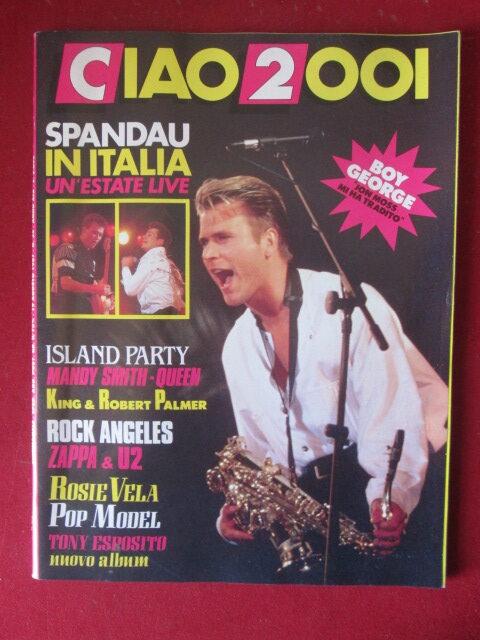 CIAO 2001
SPANDAU
IN ITALIA
UN'ESTATE LIVE
BOY
GEORGE
JON MOSS
MI HA TRADITO"
ISLAND PARTY
MANDY SMITH - QUEEN
KING & ROBERT PALMER
ROCK ANGELES
ZAPPA & U2
ROSIE VELA
POP MODEL
TONY ESPOSITO
nuovo album